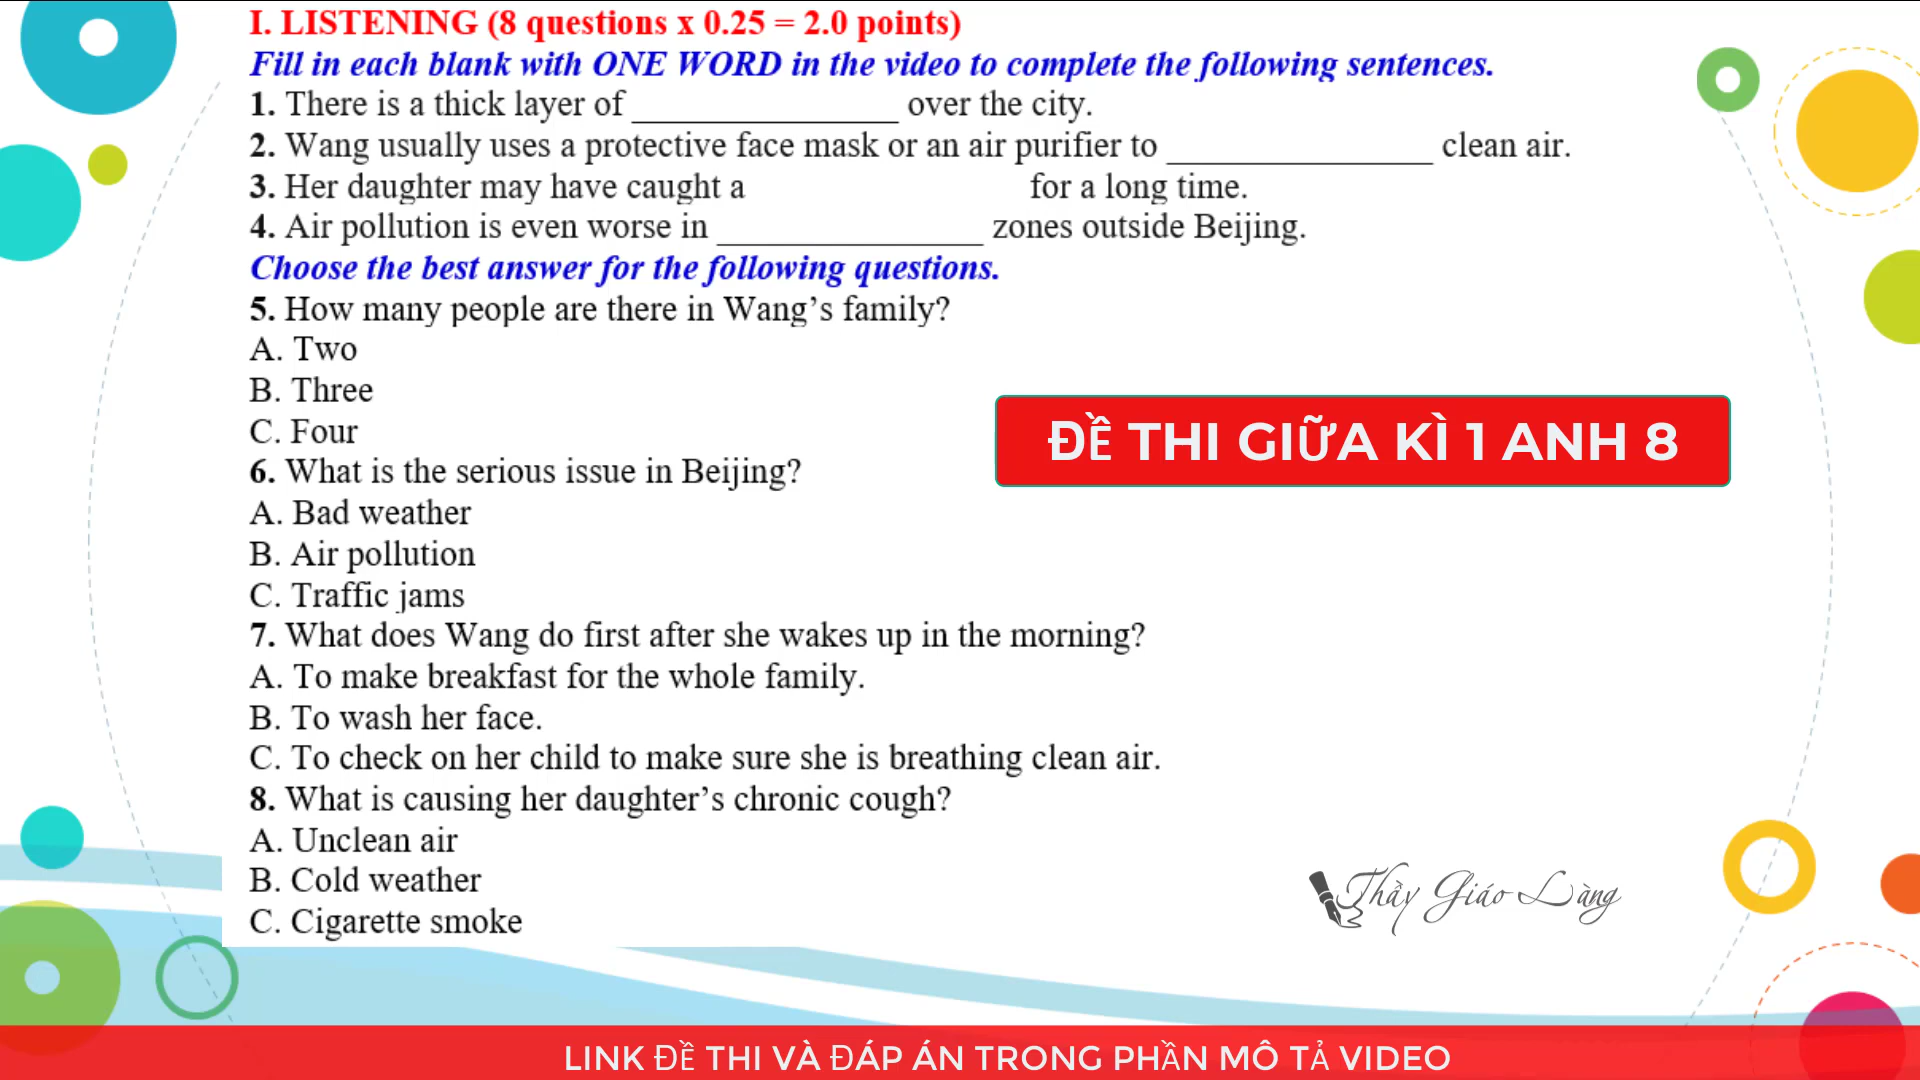 I. LISTENING (8 questions x 0.25 = 2.0 points)
Fill in each blank with ONE WORD in the video to complete the following sentences.
1. There is a thick layer of _______________ over the city.
2. Wang usually uses a protective face mask or an air purifier to _______________ clean air.
3. Her daughter may have caught a for a long time.
4. Air pollution is even worse in _______________ zones outside Beijing.
Choose the best answer for the following questions.
5. How many people are there in Wang’s family?
A. Two
B. Three
C. Four
6. What is the serious issue in Beijing?
A. Bad weather
B. Air pollution
C. Traffic jams
ĐỀ THI GIỮA KÌ 1 ANH 8
7. What does Wang do first after she wakes up in the morning?
A. To make breakfast for the whole family.
B. To wash her face.
C. To check on her child to make sure she is breathing clean air.
8. What is causing her daughter’s chronic cough?
A. Unclean air
B. Cold weather
C. Cigarette smoke
Thầy Giáo Làng
LINK ĐỀ THI VÀ ĐÁP ÁN TRONG PHẦN MÔ TẢ VIDEO